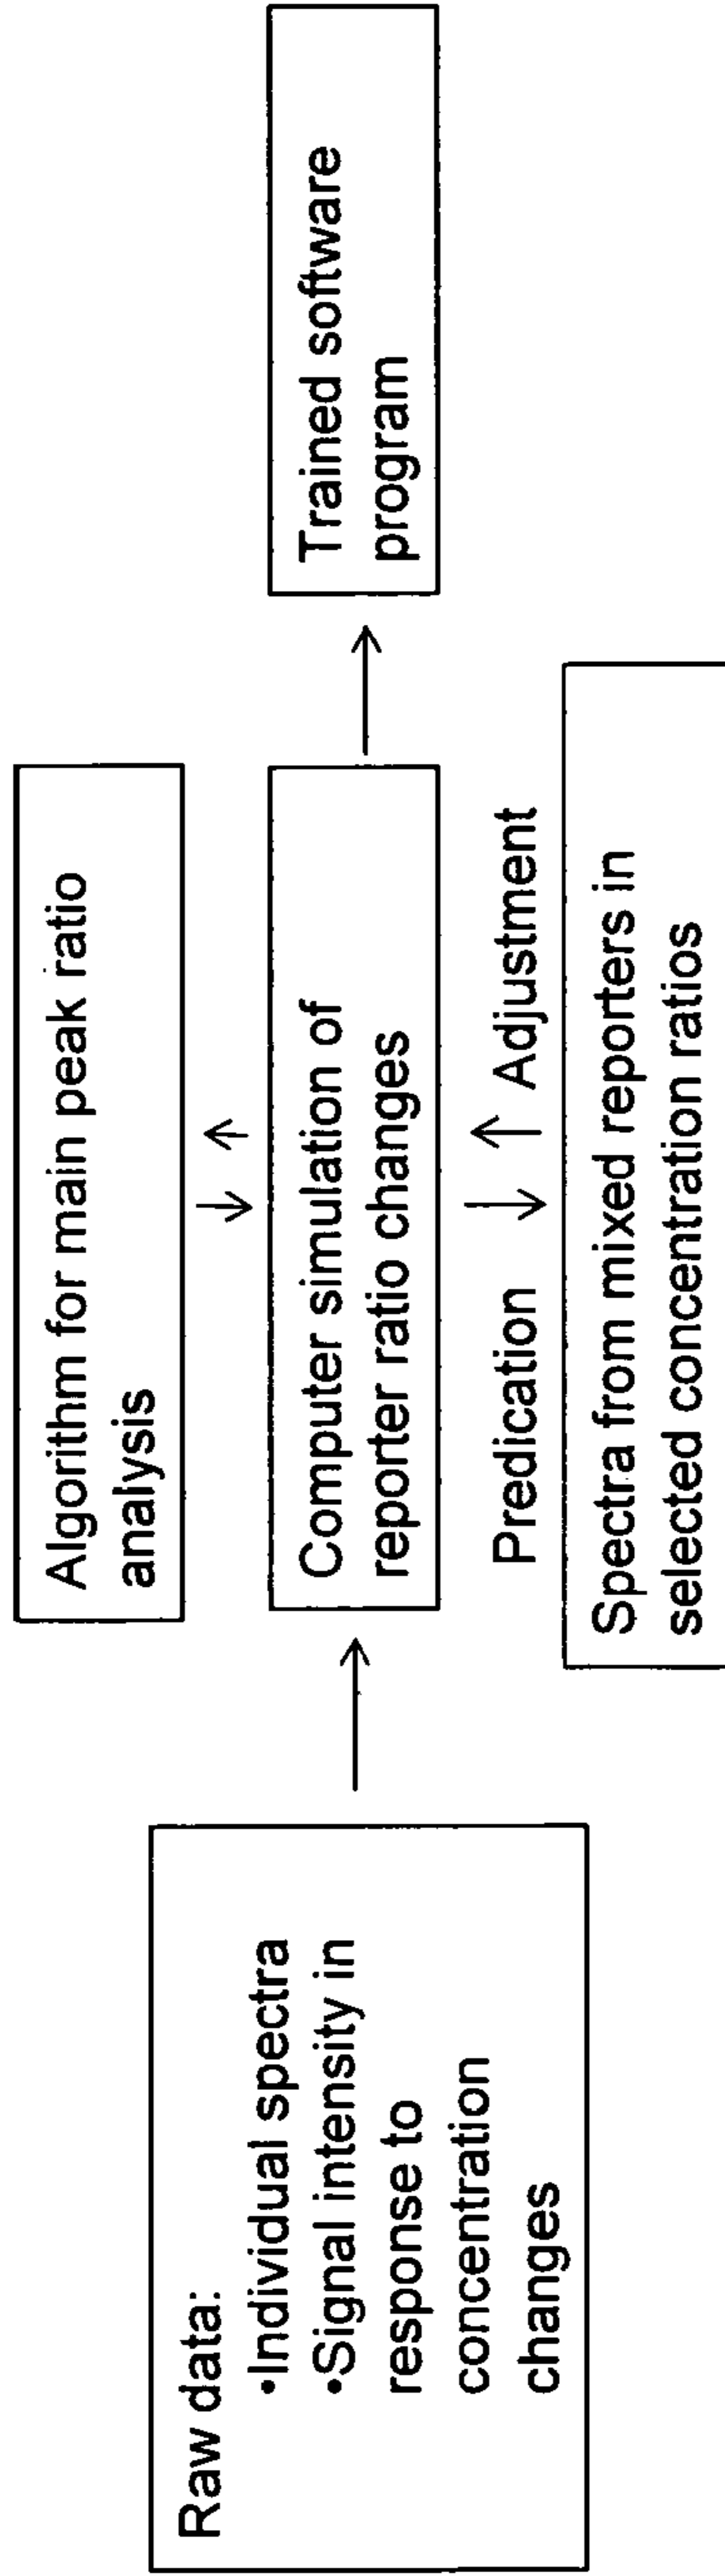 Raw data:
•Individual spectra
•Signal intensity in
response to
concentration
changes
Algorithm for main peak ratio
analysis
Computer simulation of
reporter ratio changes
Predication
Adjustment
Spectra from mixed reporters in
selected concentration ratios
Trained software
program